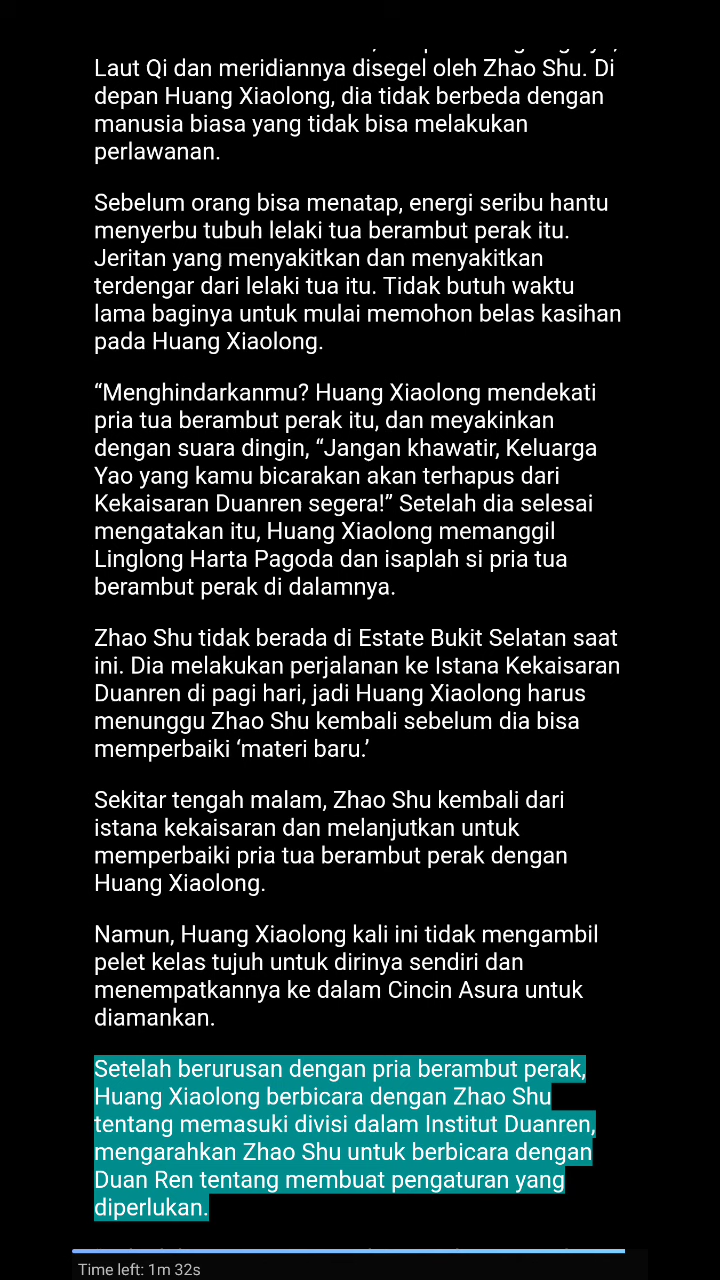 Laut Qi dan meridiannya disegel oleh Zhao Shu. Di
depan Huang Xiaolong, dia tidak berbeda dengan
manusia biasa yang tidak bisa melakukan
perlawanan.
Sebelum orang bisa menatap, energi seribu hantu
menyerbu tubuh lelaki tua berambut perak itu.
Jeritan yang menyakitkan dan menyakitkan
terdengar dari lelaki tua itu. Tidak butuh waktu
lama baginya untuk mulai memohon belas kasihan
pada Huang Xiaolong.
“Menghindarkanmu? Huang Xiaolong mendekati
pria tua berambut perak itu, dan meyakinkan
dengan suara dingin, “Jangan khawatir, Keluarga
Yao yang kamu bicarakan akan terhapus dari
Kekaisaran Duanren segera!” Setelah dia selesai
mengatakan itu, Huang Xiaolong memanggil
Linglong Harta Pagoda dan isaplah si pria tua
berambut perak di dalamnya.
Zhao Shu tidak berada di Estate Bukit Selatan saat
ini. Dia melakukan perjalanan ke Istana Kekaisaran
Duanren di pagi hari, jadi Huang Xiaolong harus
menunggu Zhao Shu kembali sebelum dia bisa
memperbaiki ‘materi baru.’
Sekitar tengah malam, Zhao Shu kembali dari
istana kekaisaran dan melanjutkan untuk
memperbaiki pria tua berambut perak dengan
Huang Xiaolong.
Namun, Huang Xiaolong kali ini tidak mengambil
pelet kelas tujuh untuk dirinya sendiri dan
menempatkannya ke dalam Cincin Asura untuk
diamankan.
Setelah berurusan dengan pria berambut perak,
Huang Xiaolong berbicara dengan Zhao Shu
tentang memasuki divisi dalam Institut Duanren,
mengarahkan Zhao Shu untuk berbicara dengan
Duan Ren tentang membuat pengaturan yang
diperlukan.
Time left: 1m 32s